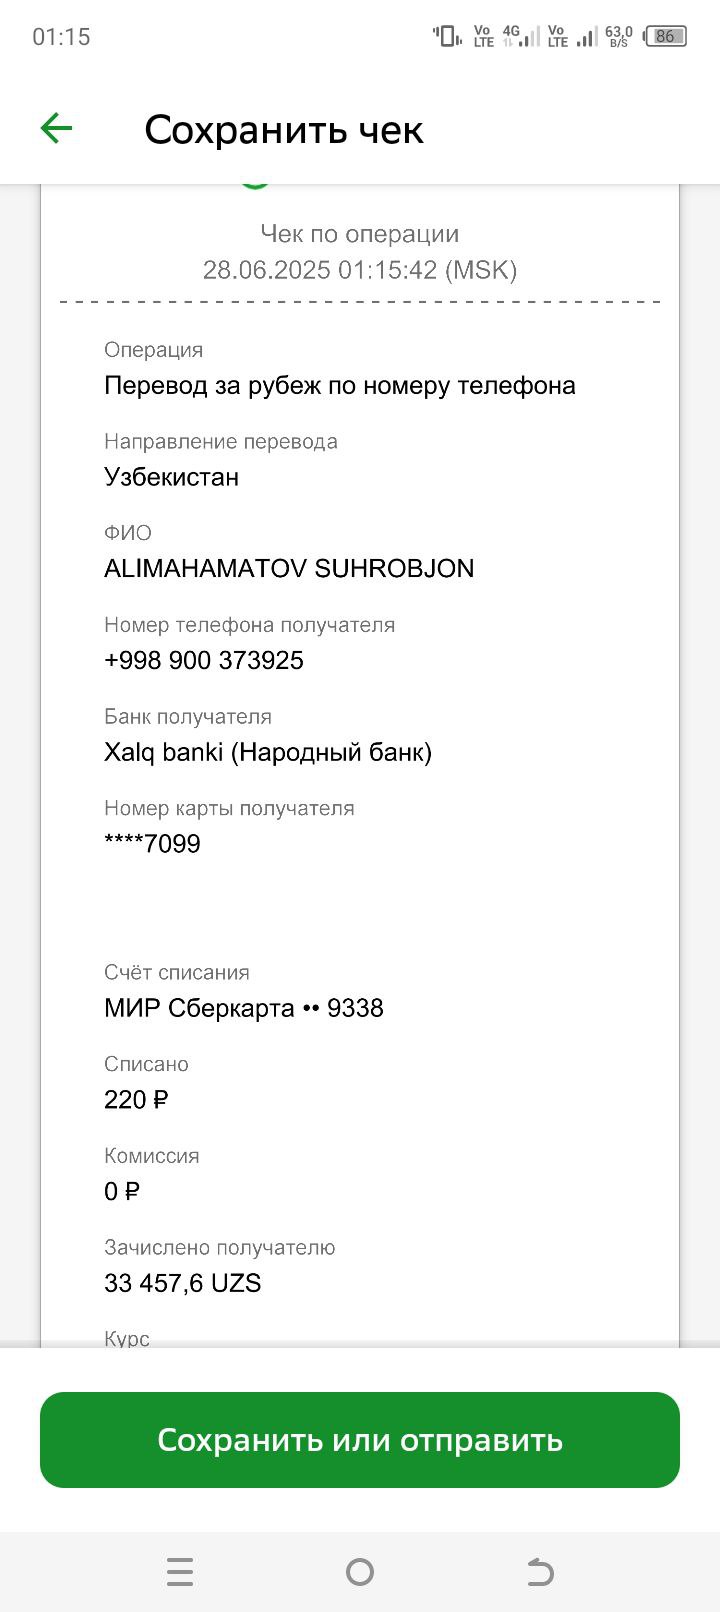 01:15
Vo LTE 4G Vo LTE 63,0 B/S 86
Сохранить чек
Чек по операции
28.06.2025 01:15:42 (MSK)
Операция
Перевод за рубеж по номеру телефона
Направление перевода
Узбекистан
ФИО
ALIMAHAMATOV SUHROBJON
Номер телефона получателя
+998 900 373925
Банк получателя
Xalq banki (Народный банк)
Номер карты получателя
****7099
Счёт списания
МИР Сберкарта •• 9338
Списано
220 ₽
Комиссия
0 ₽
Зачислено получателю
33 457,6 UZS
Курс
Сохранить или отправить